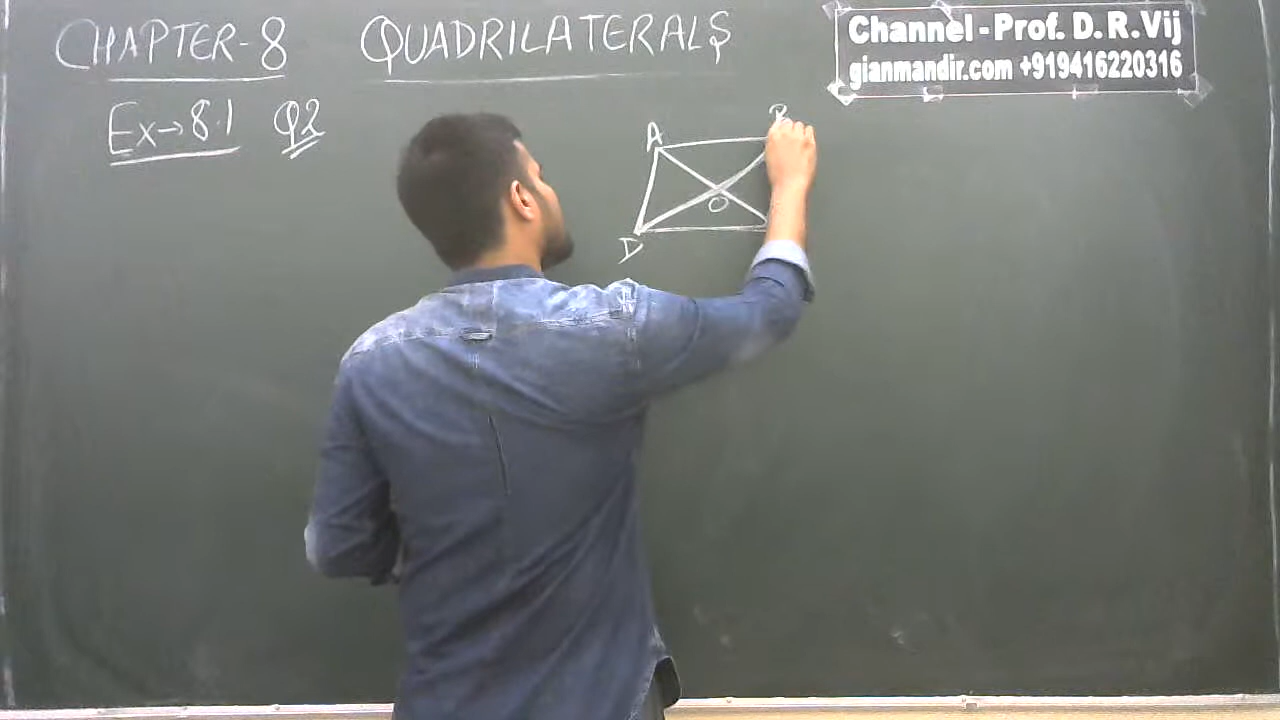 CHAPTER-8 QUADRILATERALS
Channel - Prof. D. R. Vij
gianmandir.com +919416220316
Ex→8.1 Q2
A B
O
D